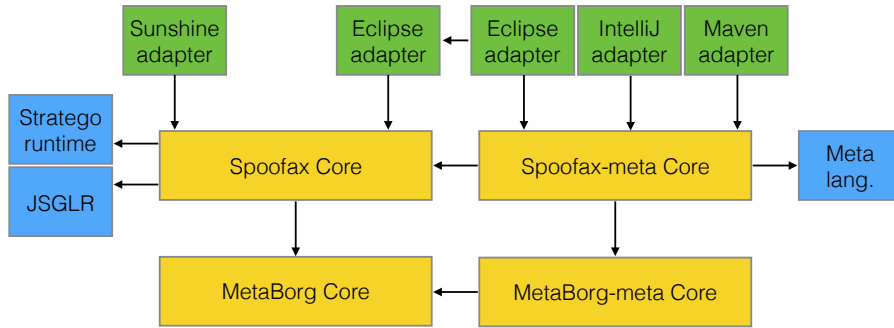 Sunshine
adapter
Eclipse
adapter
Eclipse
adapter
IntelliJ
adapter
Maven
adapter
Stratego
runtime
JSGLR
Spoofax Core
Spoofax-meta Core
Meta
lang.
MetaBorg Core
MetaBorg-meta Core